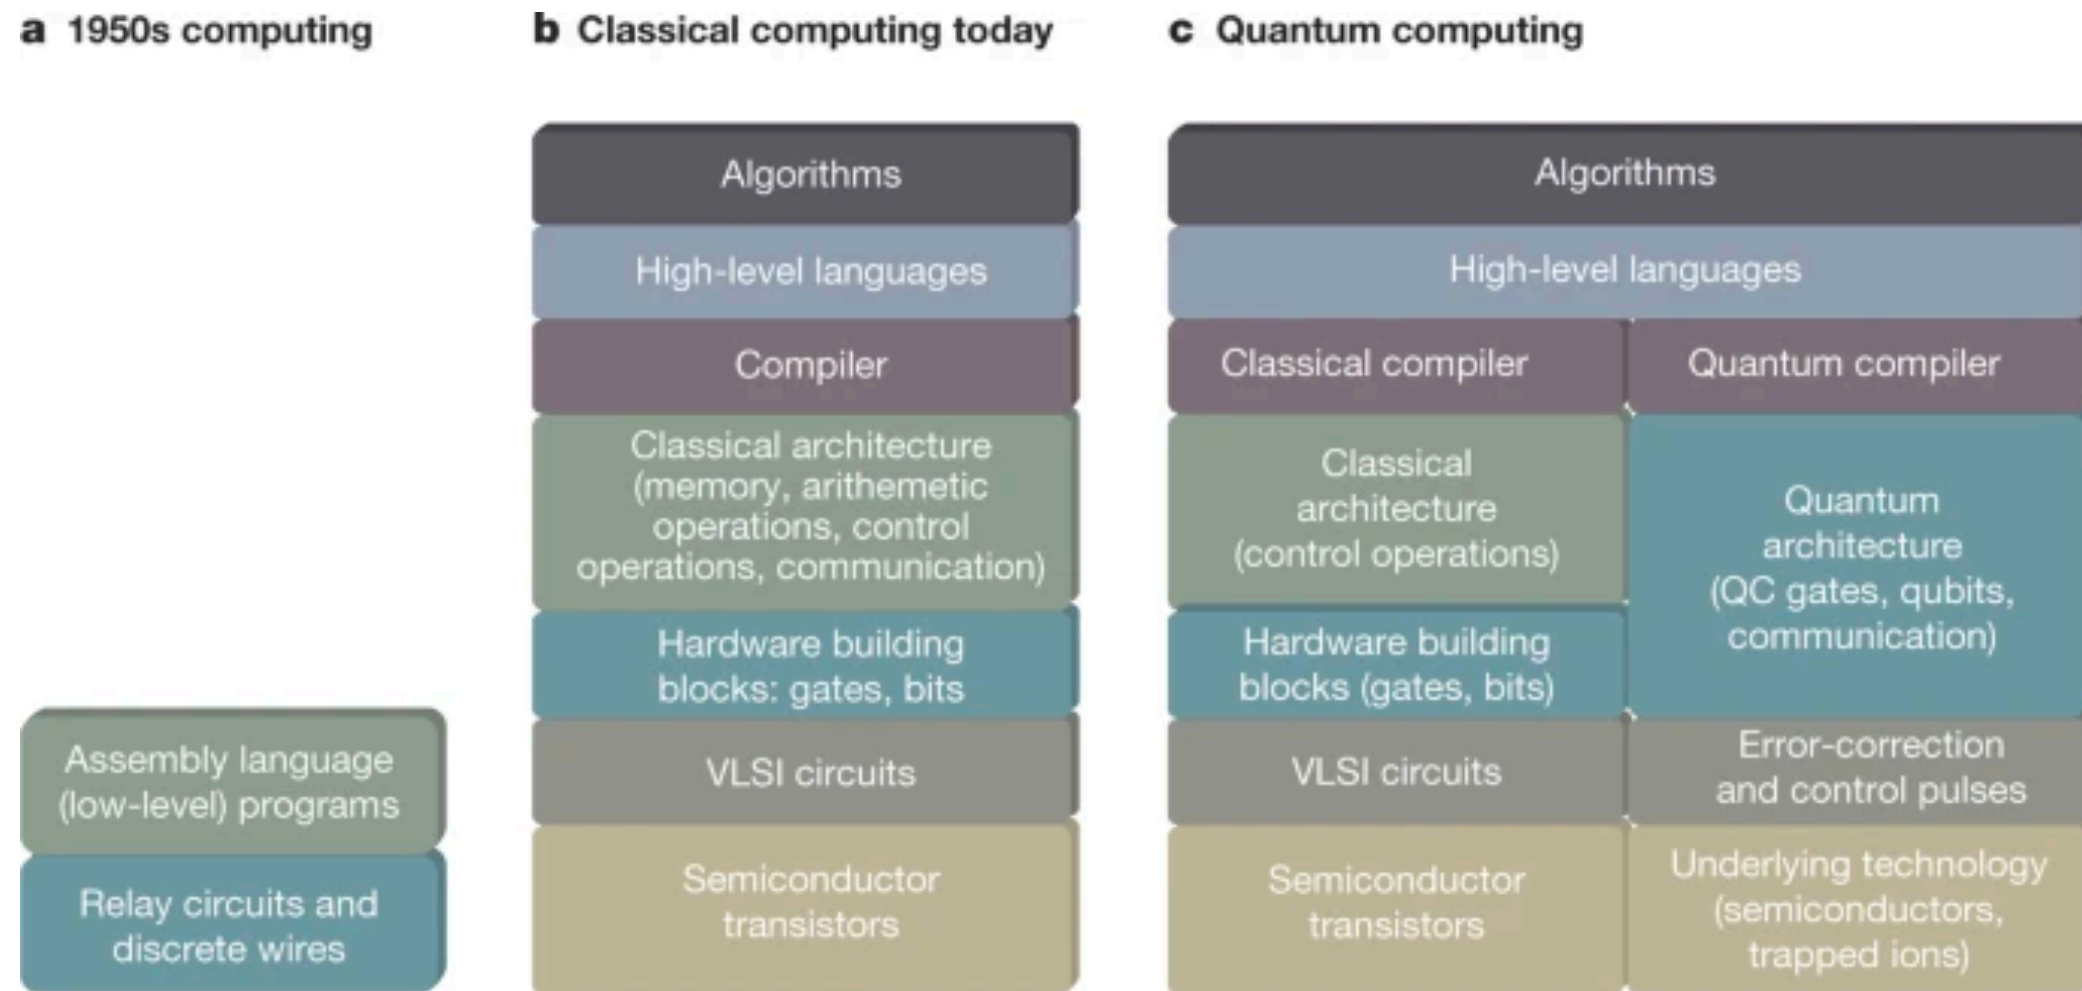 a 1950s computing
Assembly language
(low-level) programs
Relay circuits and
discrete wires
b Classical computing today
Algorithms
High-level languages
Compiler
Classical architecture
(memory, arithemetic
operations, control
operations, communication)
Hardware building
blocks: gates, bits
VLSI circuits
Semiconductor
transistors
c Quantum computing
Algorithms
High-level languages
Classical compiler
Classical
architecture
(control operations)
Hardware building
blocks (gates, bits)
VLSI circuits
Semiconductor
transistors
Quantum compiler
Quantum
architecture
(QC gates, qubits,
communication)
Error-correction
and control pulses
Underlying technology
(semiconductors,
trapped ions)